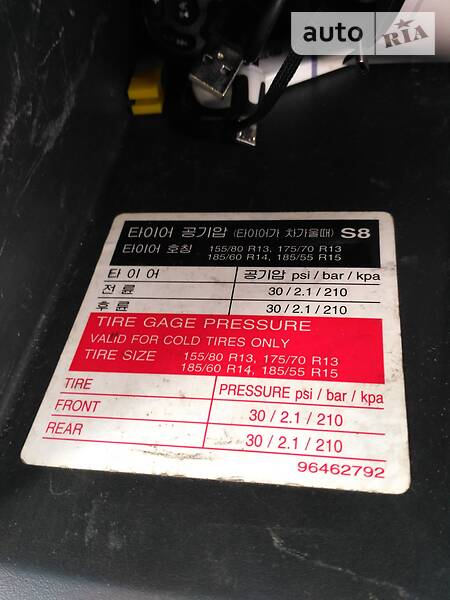 auto RIA
타이어 공기압 (타이어가 차가울때) S8
타이어 호칭 155/80 R13, 175/70 R13
185/60 R14, 185/55 R15
타이어 공기압 psi / bar / kpa
전륜 30 / 2.1 / 210
후륜 30 / 2.1 / 210
TIRE GAGE PRESSURE
VALID FOR COLD TIRES ONLY
TIRE SIZE 155/80 R13, 175/70 R13
185/60 R14, 185/55 R15
TIRE PRESSURE psi / bar / kpa
FRONT 30 / 2.1 / 210
REAR 30 / 2.1 / 210
96462792